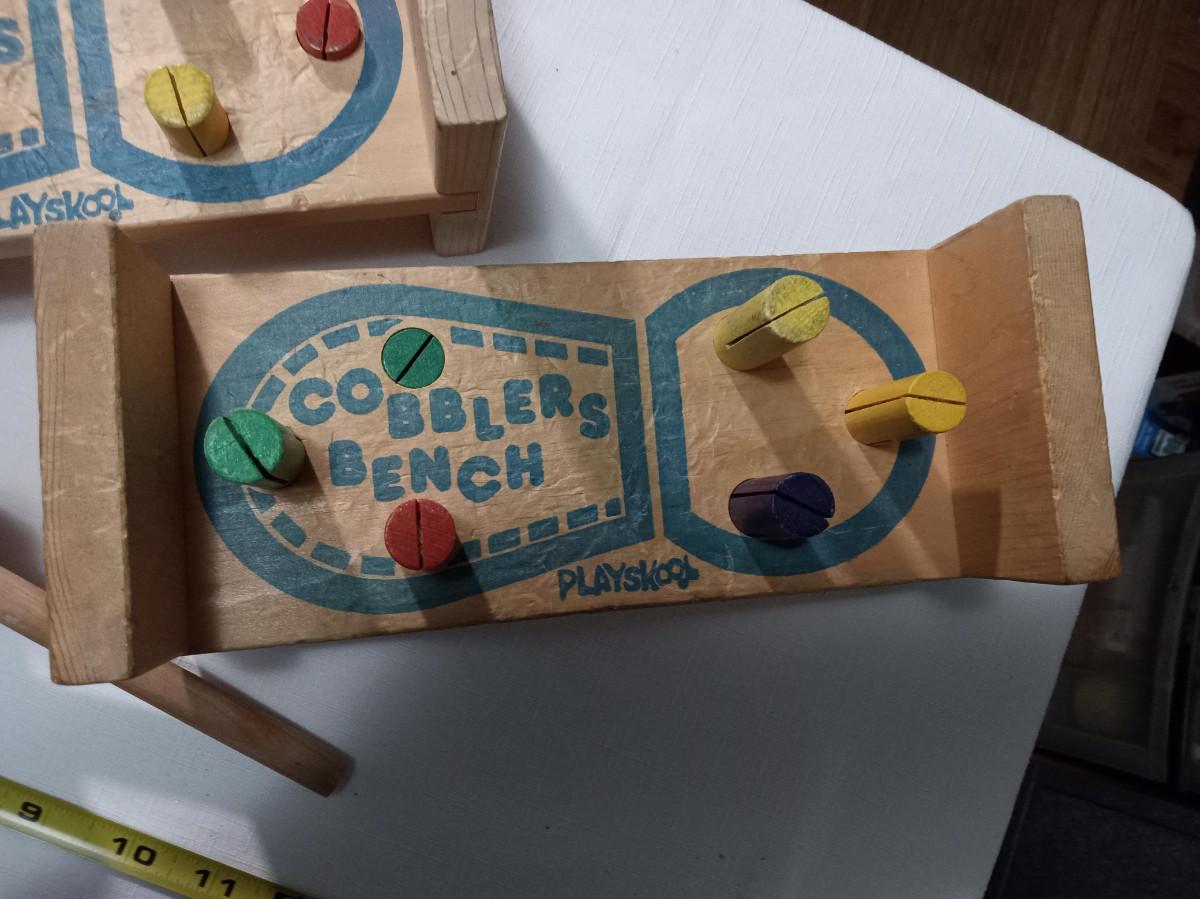 S
PLAYSKOOL
COBBLERS
BENCH
PLAYSKOOL
9
10
11